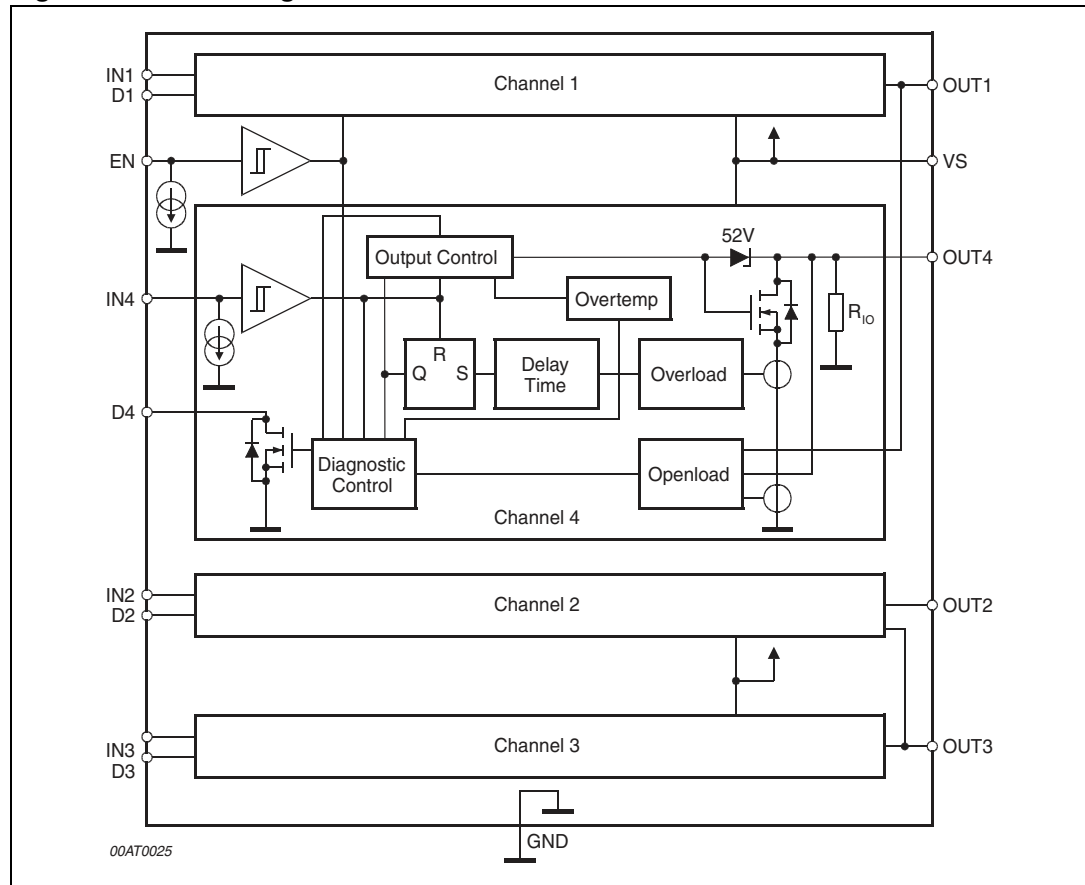 IN1
D1
Channel 1
OUT1
EN
VS
52V
Output Control
OUT4
IN4
Overtemp
R_IO
R
Q
S
Delay
Time
Overload
D4
Diagnostic
Control
Openload
Channel 4
IN2
D2
Channel 2
OUT2
IN3
D3
Channel 3
OUT3
GND
00AT0025